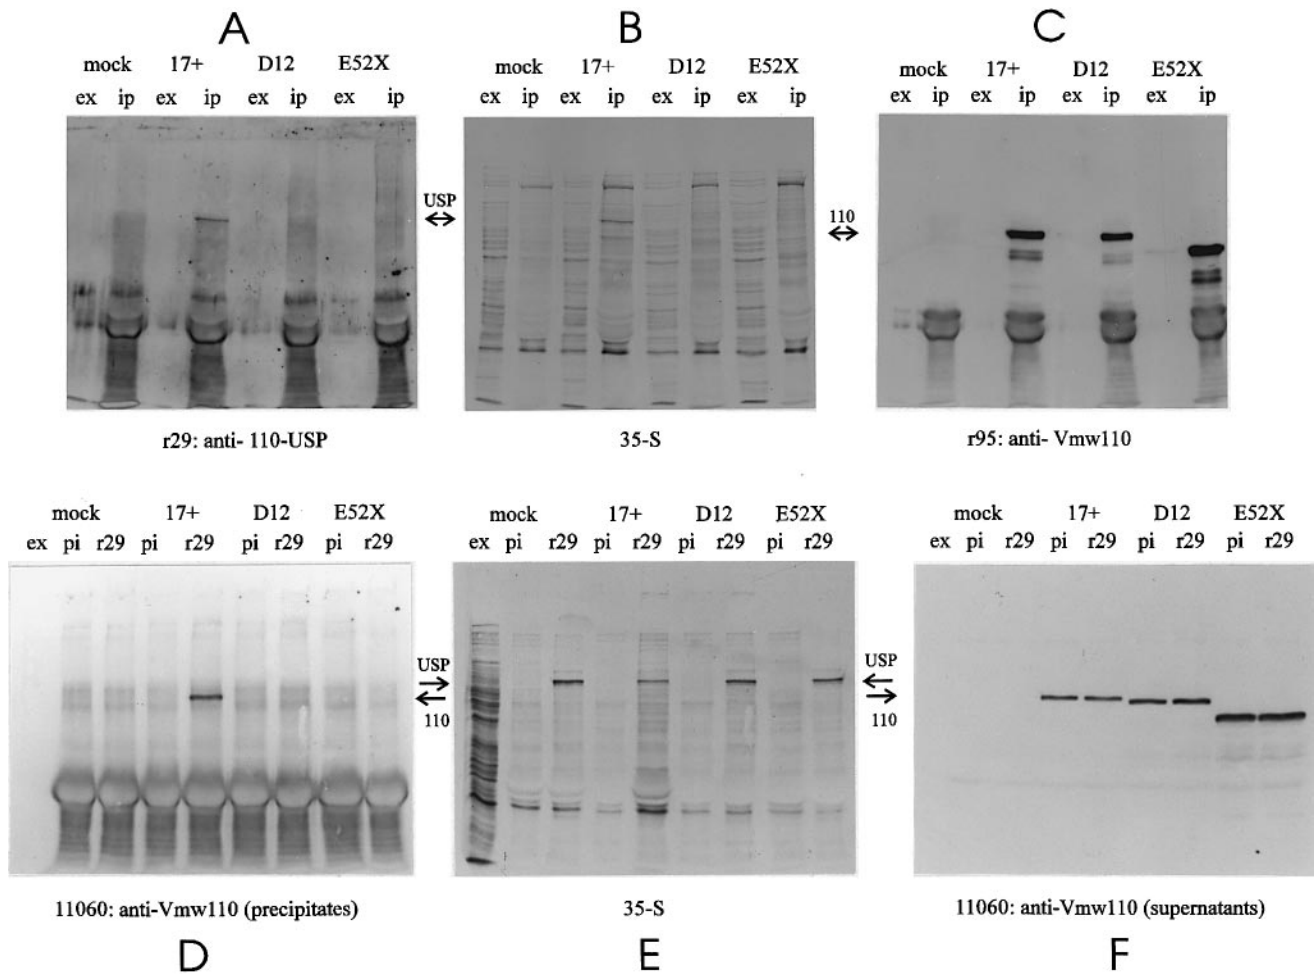 A B C
mock 17+ D12 E52X
ex ip ex ip ex ip ex ip
mock 17+ D12 E52X
ex ip ex ip ex ip ex ip
mock 17+ D12 E52X
ex ip ex ip ex ip ex ip
USP
110
r29: anti- 110-USP
35-S
r95: anti- Vmw110
mock 17+ D12 E52X
ex pi r29 pi r29 pi r29 pi r29
mock 17+ D12 E52X
ex pi r29 pi r29 pi r29 pi r29
mock 17+ D12 E52X
ex pi r29 pi r29 pi r29 pi r29
USP
110
USP
110
11060: anti-Vmw110 (precipitates)
35-S
11060: anti-Vmw110 (supernatants)
D E F